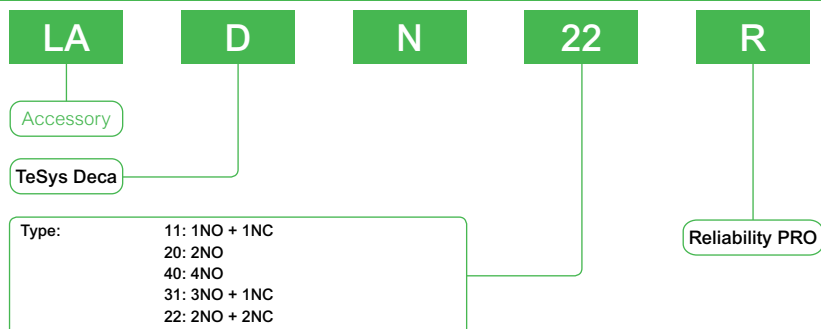 LA D N 22 R
Accessory
TeSys Deca
Type: 11: 1NO + 1NC
20: 2NO
40: 4NO
31: 3NO + 1NC
22: 2NO + 2NC
Reliability PRO